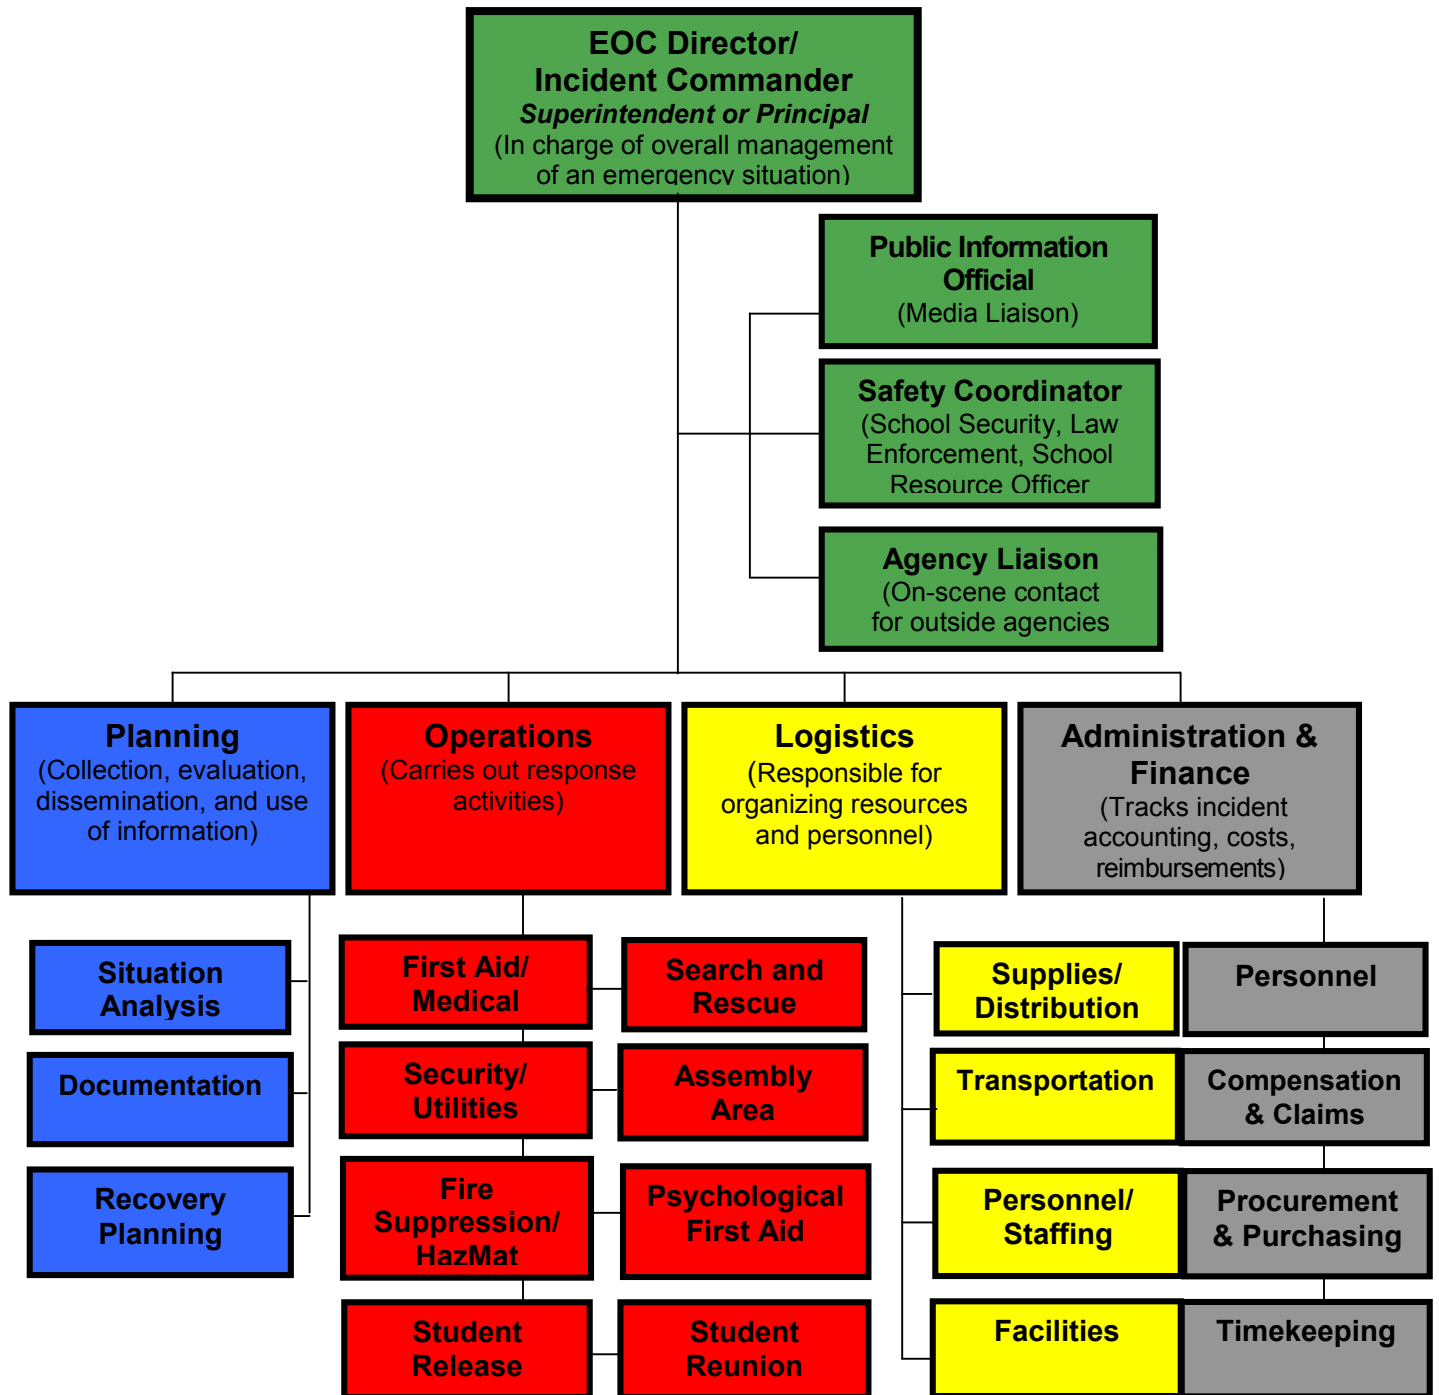 EOC Director/
Incident Commander
Superintendent or Principal
(In charge of overall management
of an emergency situation)
Public Information
Official
(Media Liaison)
Safety Coordinator
(School Security, Law
Enforcement, School
Resource Officer
Agency Liaison
(On-scene contact
for outside agencies
Planning
(Collection, evaluation,
dissemination, and use
of information)
Operations
(Carries out response
activities)
Logistics
(Responsible for
organizing resources
and personnel)
Administration &
Finance
(Tracks incident
accounting, costs,
reimbursements)
Situation
Analysis
Documentation
Recovery
Planning
First Aid/
Medical
Search and
Rescue
Security/
Utilities
Assembly
Area
Fire
Suppression/
HazMat
Psychological
First Aid
Student
Release
Student
Reunion
Supplies/
Distribution
Transportation
Personnel/
Staffing
Facilities
Personnel
Compensation
& Claims
Procurement
& Purchasing
Timekeeping